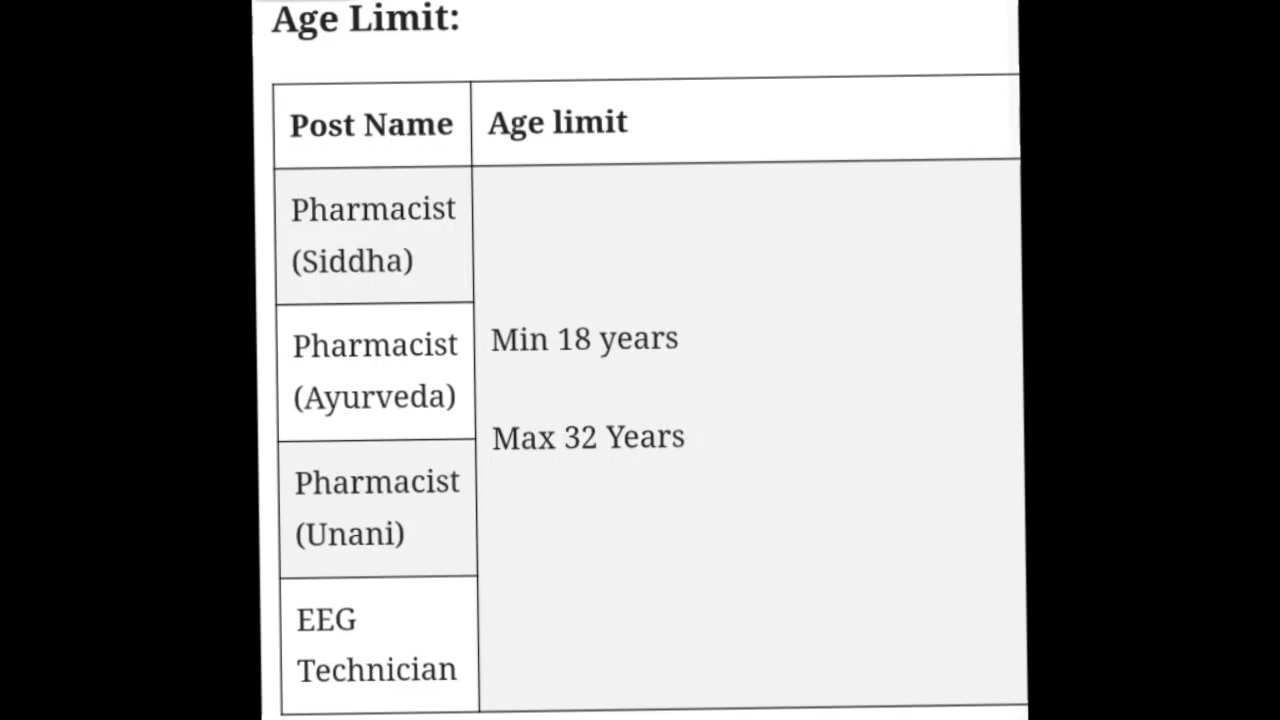 Age Limit:
Post Name
Age limit
Pharmacist
(Siddha)
Min 18 years
Max 32 Years
Pharmacist
(Ayurveda)
Pharmacist
(Unani)
EEG
Technician